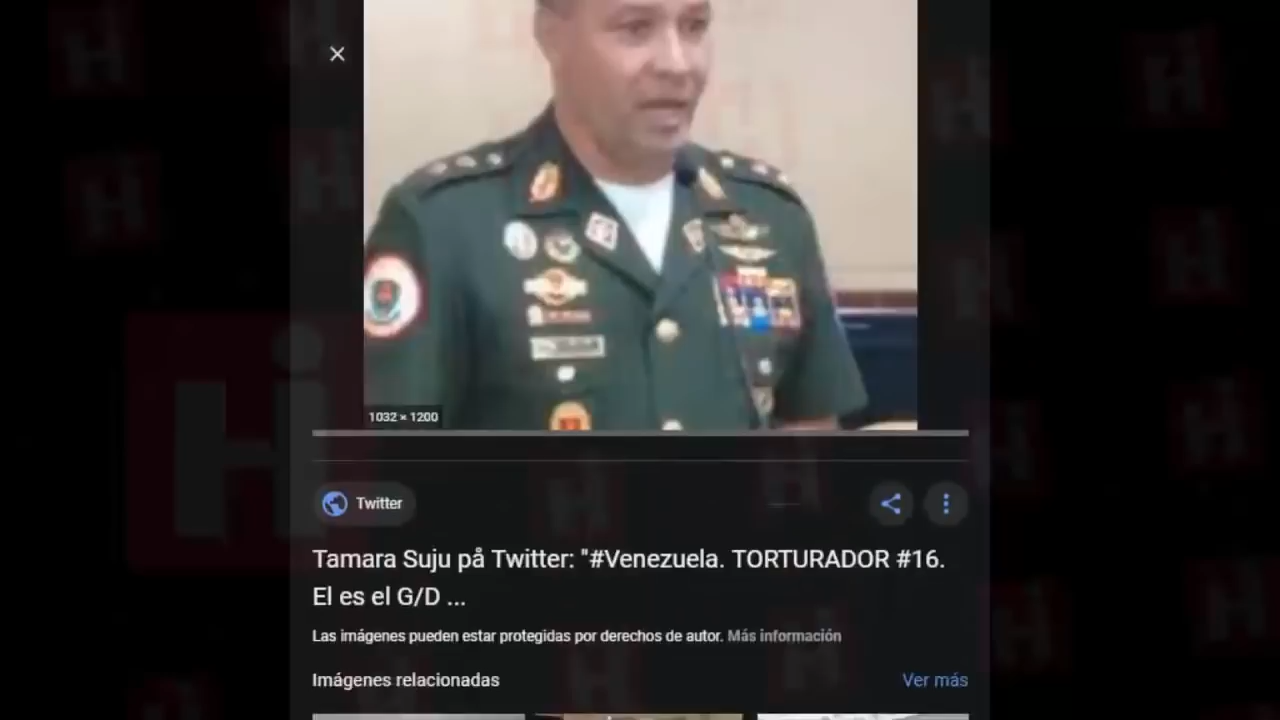 1032 × 1200
Twitter
Tamara Suju på Twitter: "#Venezuela. TORTURADOR #16.
El es el G/D ...
Las imágenes pueden estar protegidas por derechos de autor. Más información
Imágenes relacionadas
Ver más